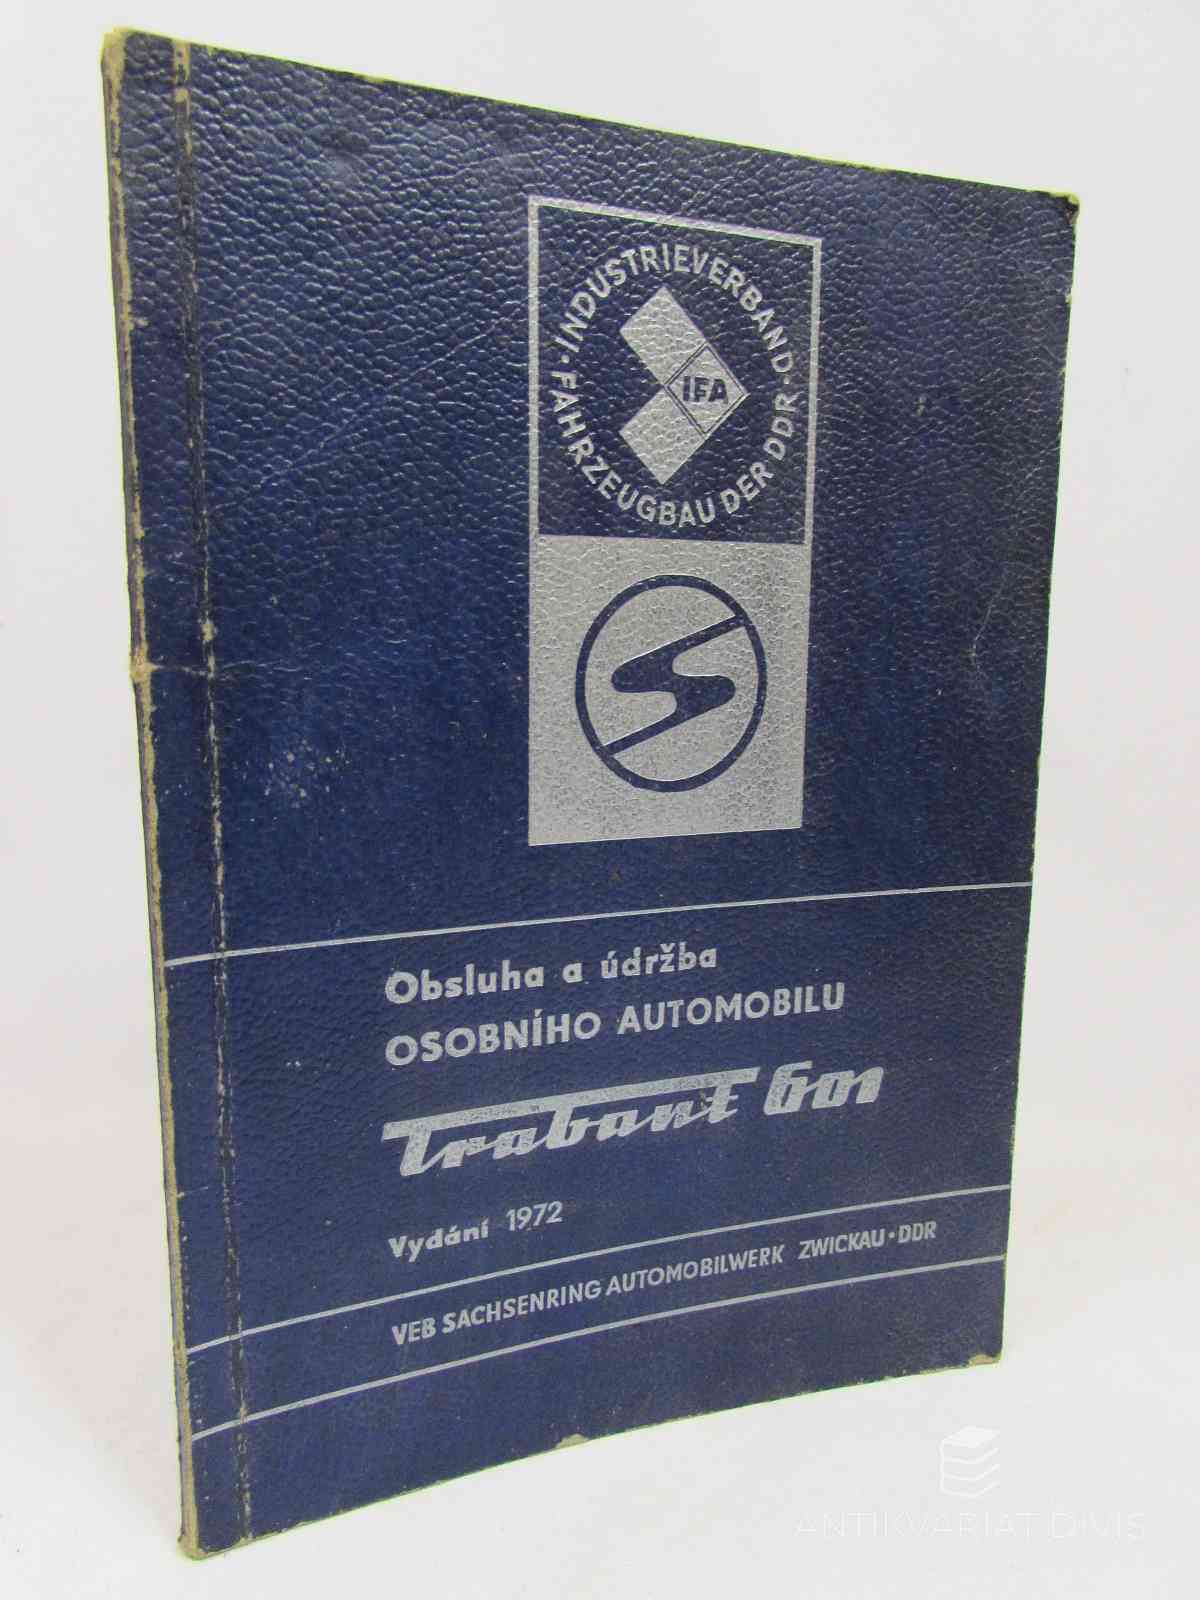 · INDUSTRIEVERBAND ·
FAHRZEUGBAU DER DDR
IFA
S
Obsluha a údržba
OSOBNÍHO AUTOMOBILU
Trabant 601
Vydání 1972
VEB SACHSENRING AUTOMOBILWERK ZWICKAU · DDR
ANTIKVARIAT DIVIŠ